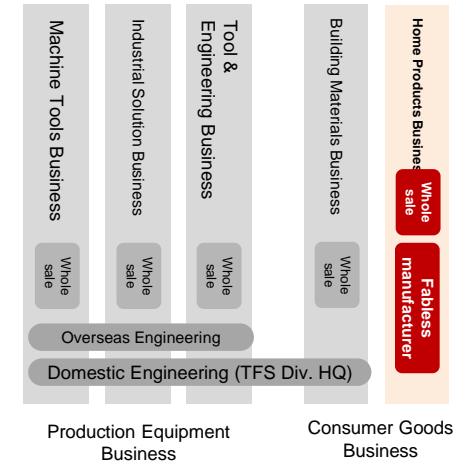 Machine Tools Business
Industrial Solution Business
Tool &
Engineering Business
Building Materials Business
Home Products Busines
Whole
sale
Whole
sale
Whole
sale
Whole
sale
Whole
sale
Fabless
manufacturer
Overseas Engineering
Domestic Engineering (TFS Div. HQ)
Production Equipment
Business
Consumer Goods
Business